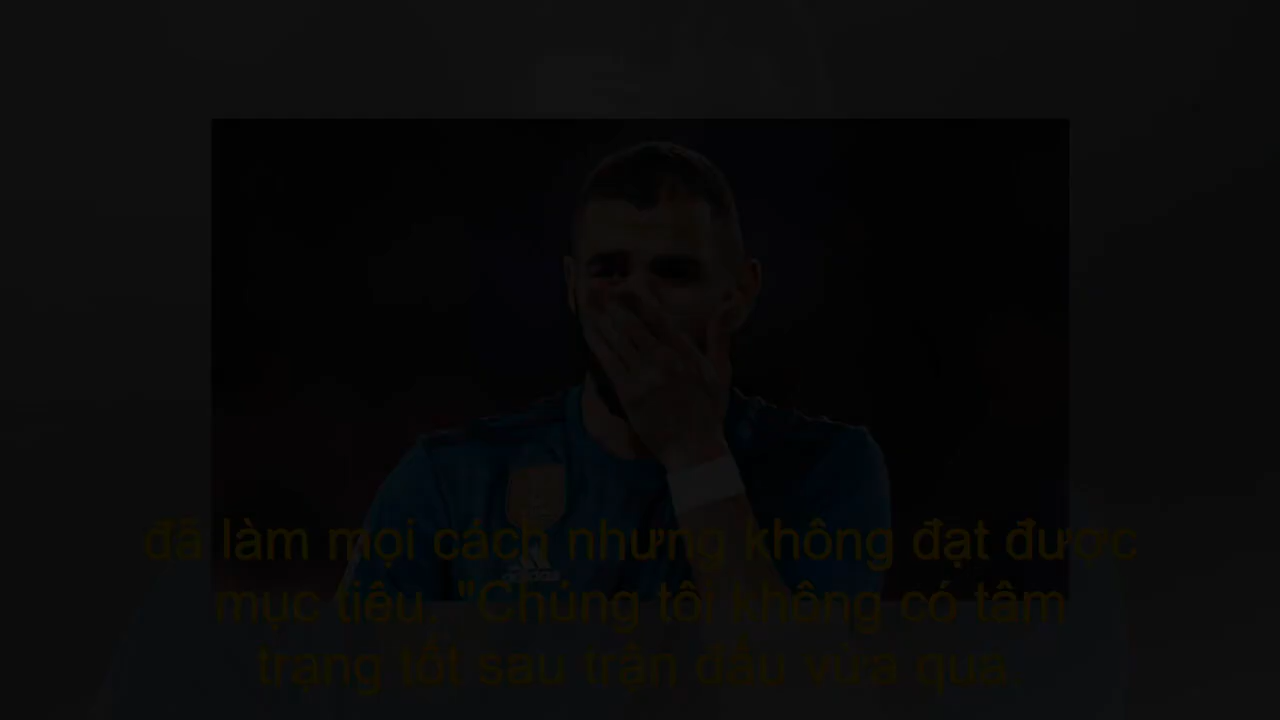 đã làm mọi cách nhưng không đạt được
mục tiêu. "Chúng tôi không có tâm
trạng tốt sau trận đấu vừa qua.
adidas